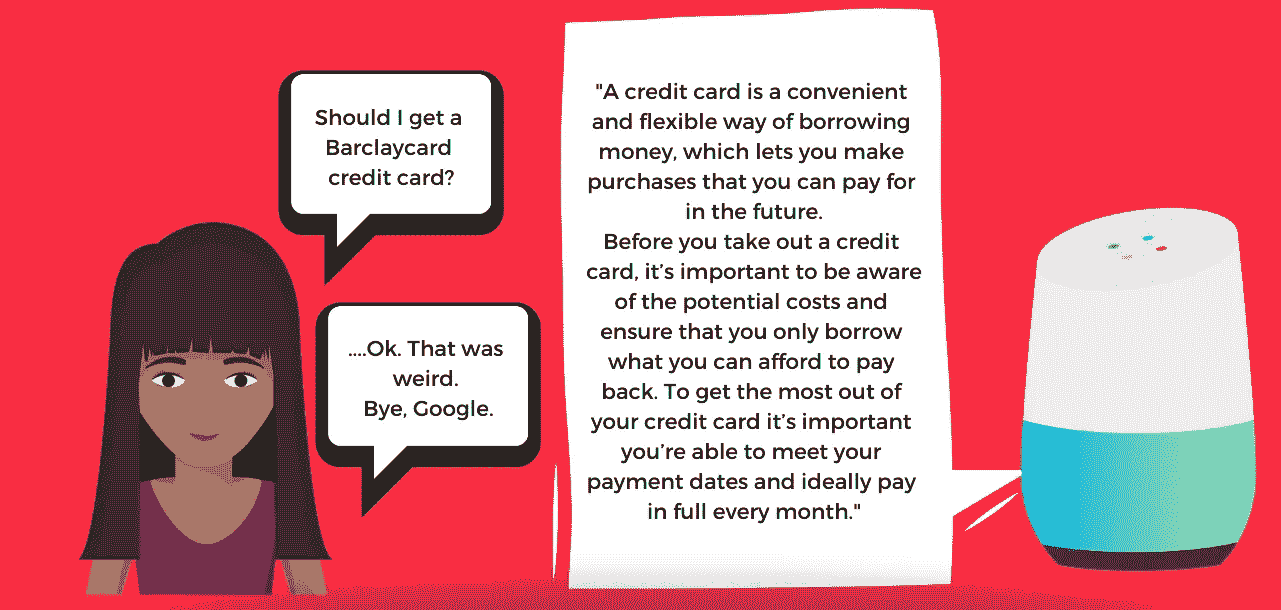 Should I get a
Barclaycard
credit card?
"A credit card is a convenient
and flexible way of borrowing
money, which lets you make
purchases that you can pay for
in the future.
Before you take out a credit
card, it’s important to be aware
of the potential costs and
ensure that you only borrow
what you can afford to pay
back. To get the most out of
your credit card it’s important
you’re able to meet your
payment dates and ideally pay
in full every month."
....Ok. That was
weird.
Bye, Google.